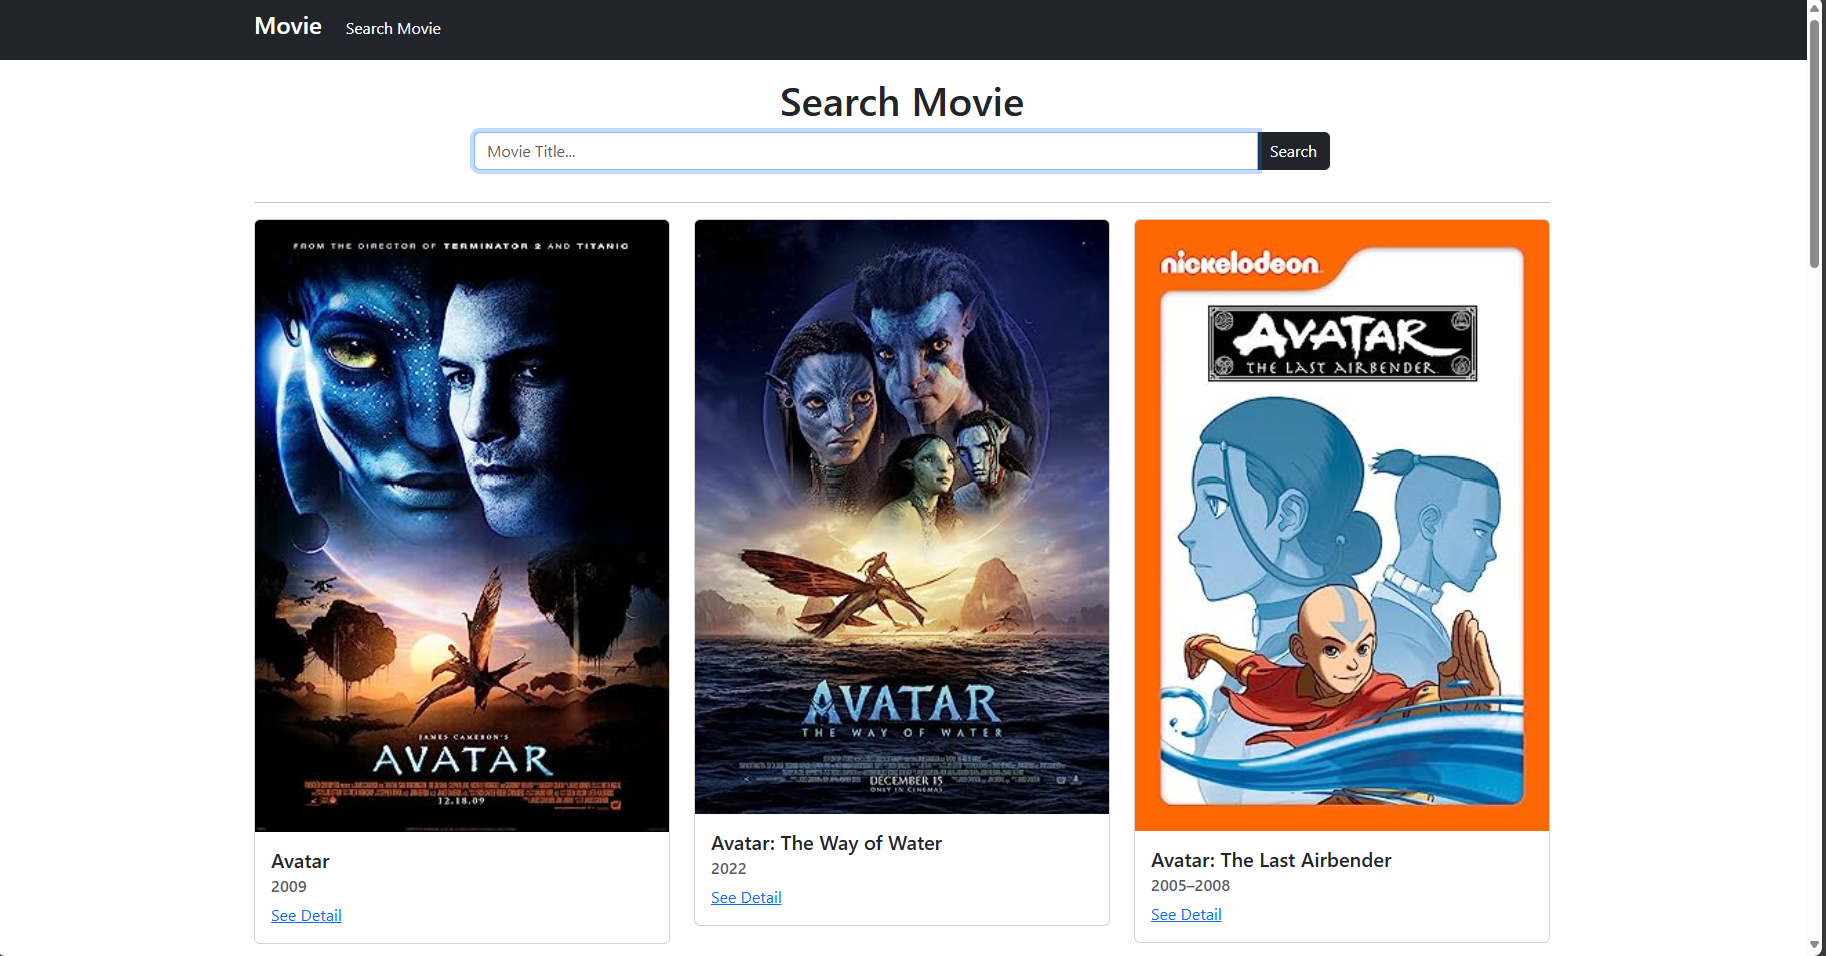 Movie Search Movie
Search Movie
Movie Title...
Search
FROM THE DIRECTOR OF TERMINATOR 2 AND TITANIC
JAMES CAMERON'S
AVATAR
12.18.09
Avatar
2009
See Detail
AVATAR
THE WAY OF WATER
DECEMBER 15
ONLY IN CINEMAS
Avatar: The Way of Water
2022
See Detail
nickelodeon
AVATAR
THE LAST AIRBENDER
Avatar: The Last Airbender
2005–2008
See Detail